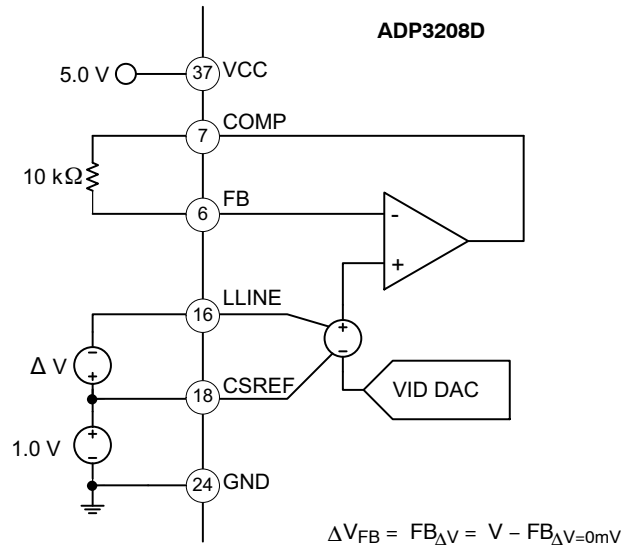 ADP3208D
5.0 V
37
VCC
7
COMP
10 kΩ
6
FB
-
+
16
LLINE
+
-
-
Δ V
+
18
CSREF
VID DAC
+
1.0 V
-
24
GND
ΔVFB = FBΔV = V – FBΔV=0mV